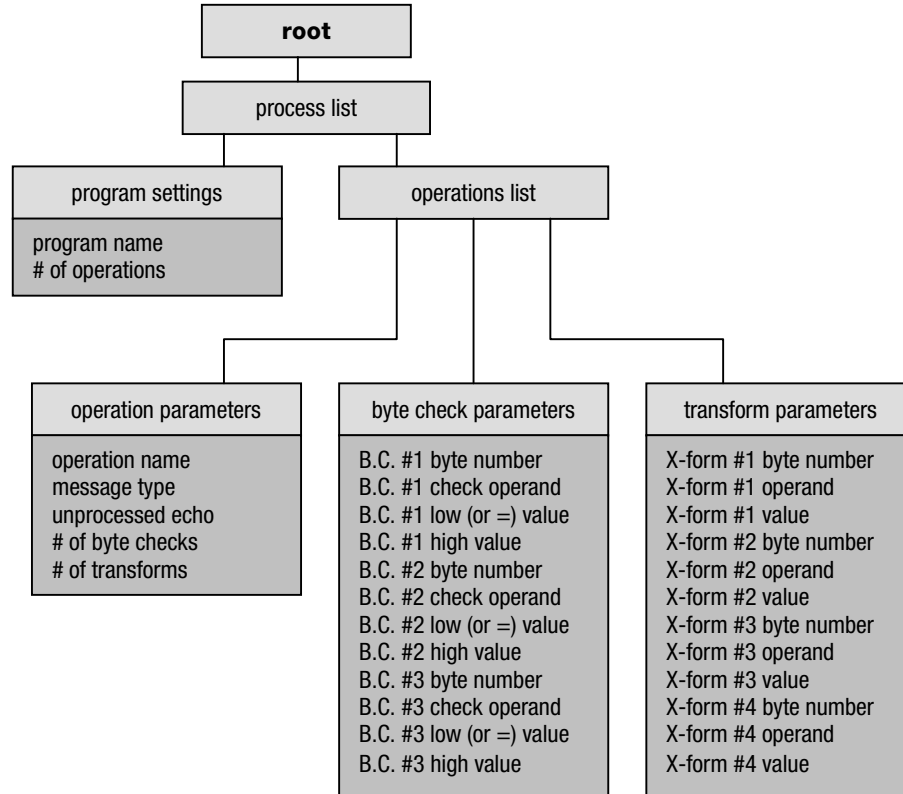 root
process list
program settings
program name
# of operations
operations list
operation parameters
operation name
message type
unprocessed echo
# of byte checks
# of transforms
byte check parameters
B.C. #1 byte number
B.C. #1 check operand
B.C. #1 low (or =) value
B.C. #1 high value
B.C. #2 byte number
B.C. #2 check operand
B.C. #2 low (or =) value
B.C. #2 high value
B.C. #3 byte number
B.C. #3 check operand
B.C. #3 low (or =) value
B.C. #3 high value
transform parameters
X-form #1 byte number
X-form #1 operand
X-form #1 value
X-form #2 byte number
X-form #2 operand
X-form #2 value
X-form #3 byte number
X-form #3 operand
X-form #3 value
X-form #4 byte number
X-form #4 operand
X-form #4 value